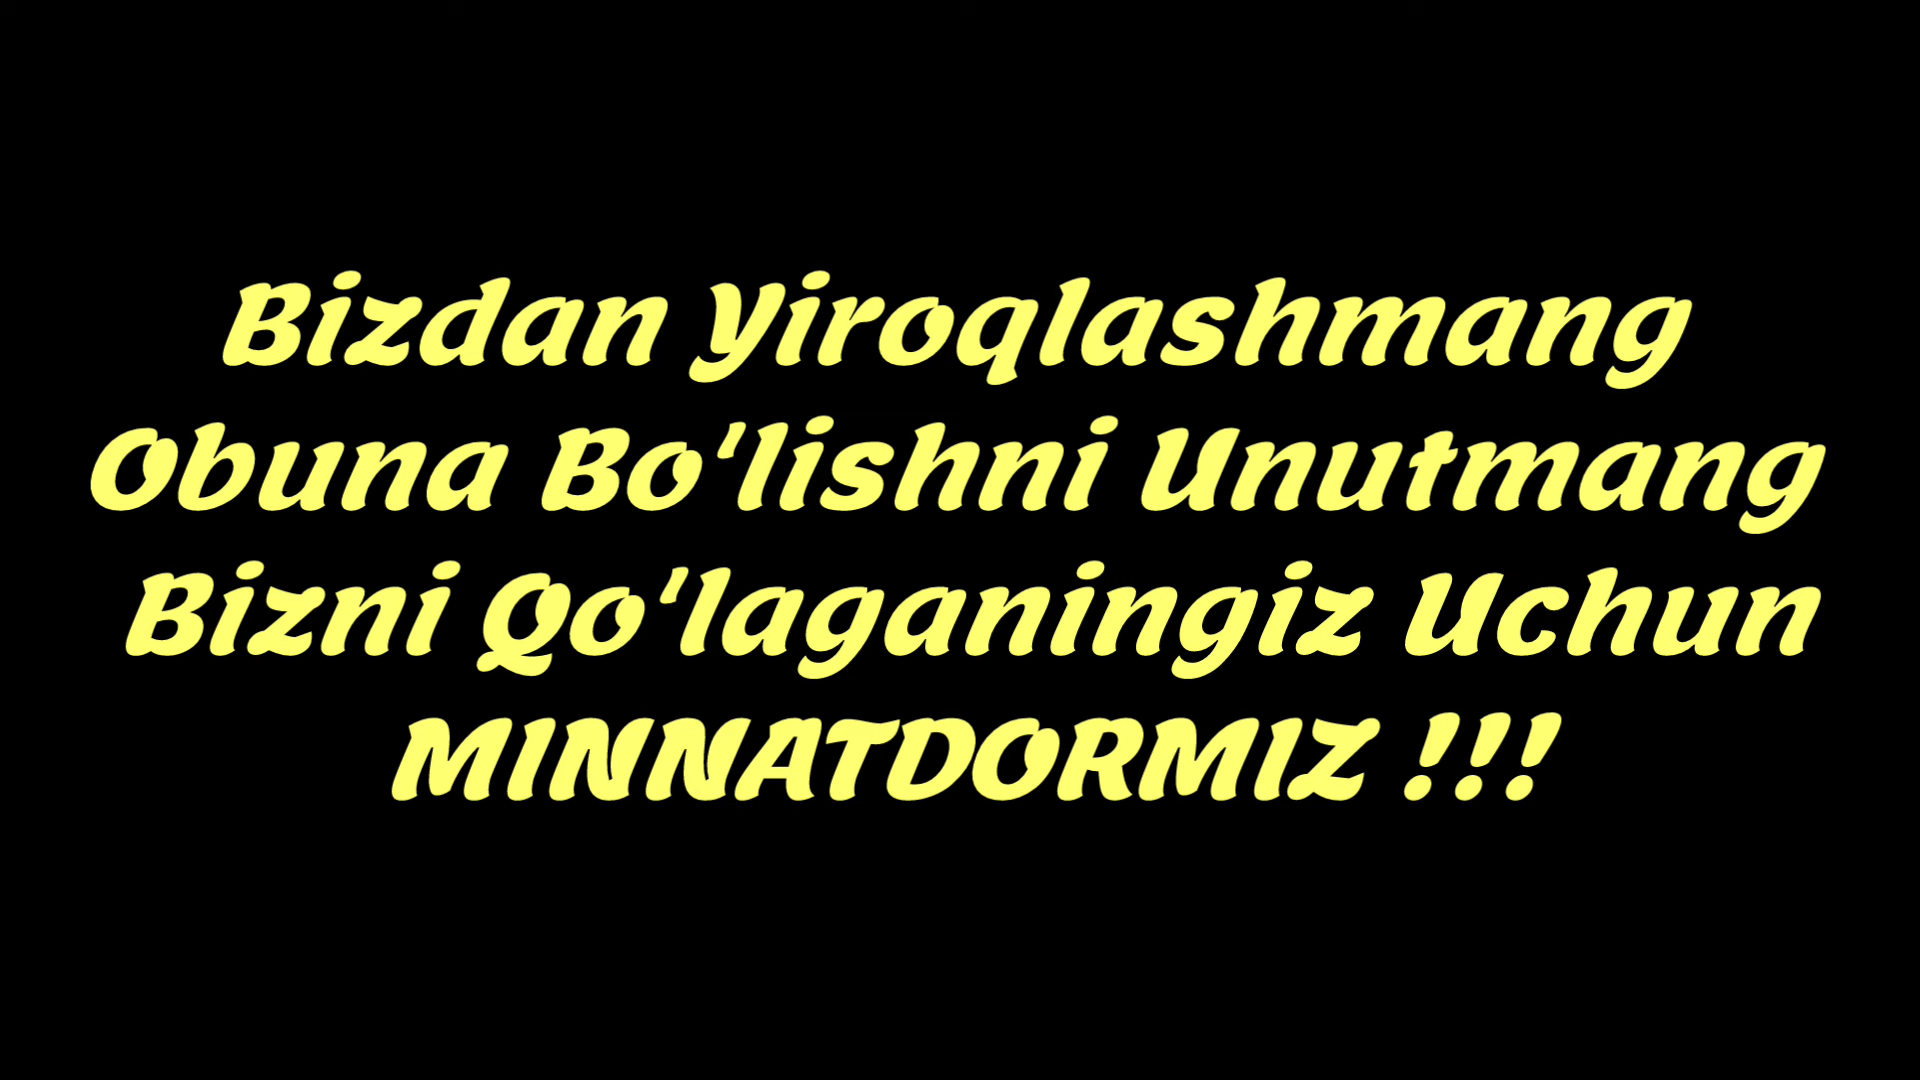 Bizdan Yiroqlashmang
Obuna Bo'lishni Unutmang
Bizni Qo'laganingiz Uchun
MINNATDORMIZ !!!